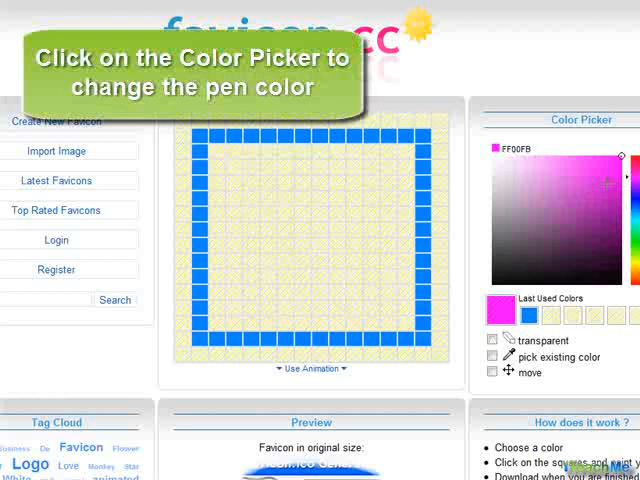 favicon.cc
Click on the Color Picker to
change the pen color
Create New Favicon
Import Image
Latest Favicons
Top Rated Favicons
Login
Register
Search
Use Animation
Color Picker
FF00FB
Last Used Colors
transparent
pick existing color
move
Tag Cloud
Business De Favicon Flower
Logo Love Monkey Star
White animated
Preview
Favicon in original size:
How does it work ?
Choose a color
Click on the squares and paint y
Download when you are finished